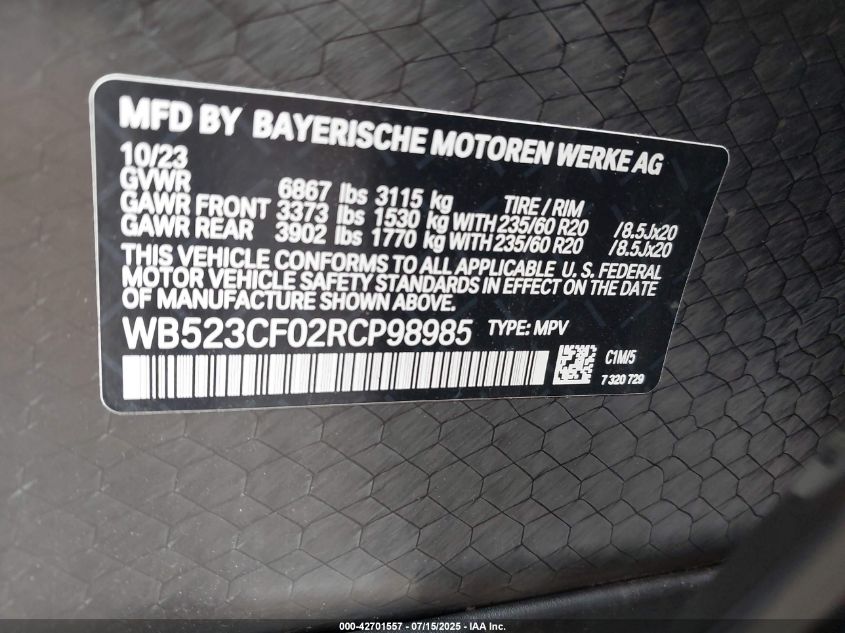 MFD BY BAYERISCHE MOTOREN WERKE AG
10/23
GVWR 6867 lbs 3115 kg TIRE / RIM
GAWR FRONT 3373 lbs 1530 kg WITH 235/60 R20 /8.5Jx20
GAWR REAR 3902 lbs 1770 kg WITH 235/60 R20 /8.5Jx20
THIS VEHICLE CONFORMS TO ALL APPLICABLE U.S. FEDERAL
MOTOR VEHICLE SAFETY STANDARDS IN EFFECT ON THE DATE
OF MANUFACTURE SHOWN ABOVE.
WB523CF02RCP98985 TYPE: MPV
C1M/5
7 320 729
000-42701557 - 07/15/2025 - IAA Inc.